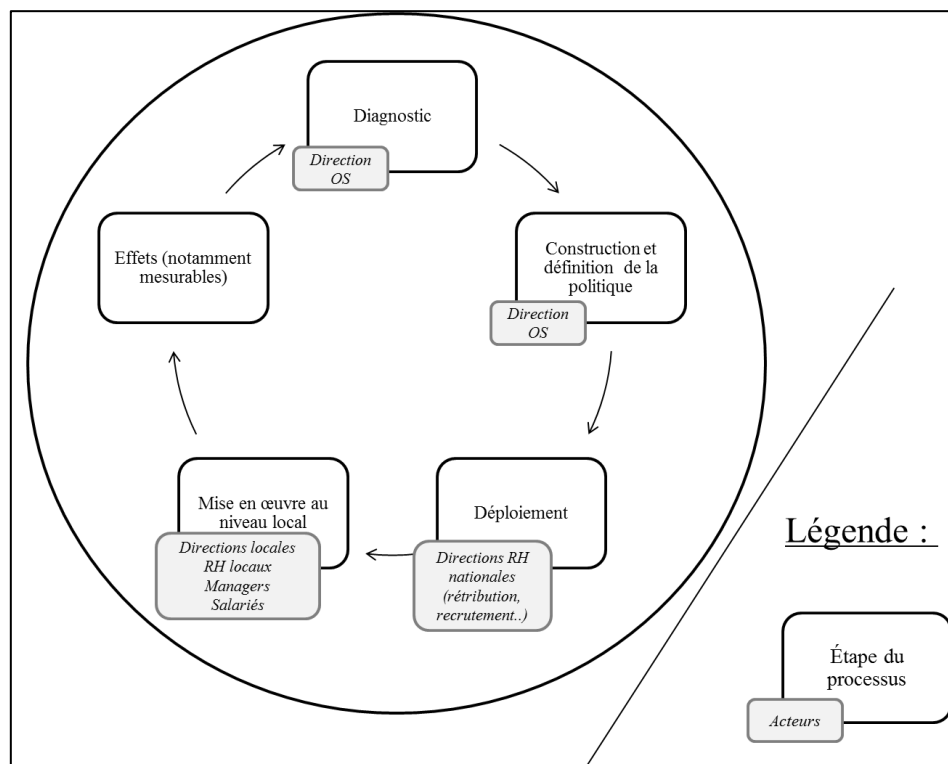 Diagnostic
Direction
OS
Construction et
définition de la
politique
Direction
OS
Déploiement
Directions RH
nationales
(rétribution,
recrutement..)
Mise en œuvre au
niveau local
Directions locales
RH locaux
Managers
Salariés
Effets (notamment
mesurables)
Légende :
Étape du
processus
Acteurs